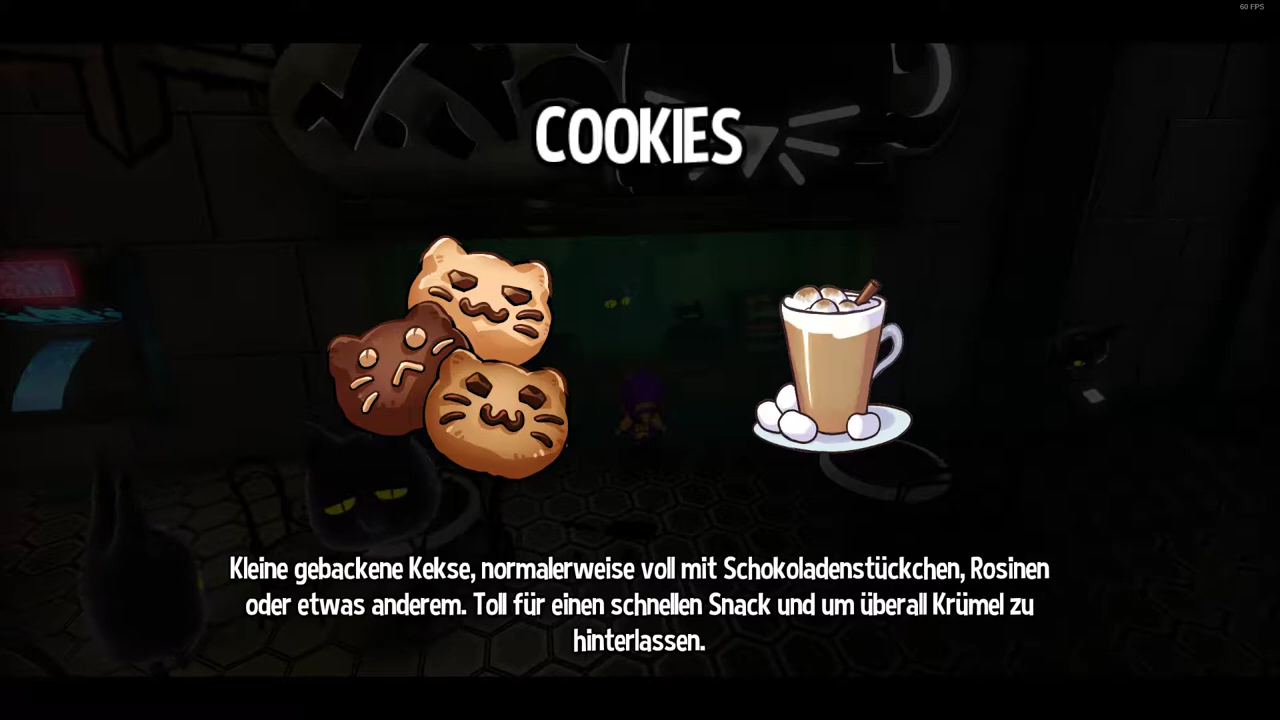 60 FPS
COOKIES
Kleine gebackene Kekse, normalerweise voll mit Schokoladenstückchen, Rosinen
oder etwas anderem. Toll für einen schnellen Snack und um überall Krümel zu
hinterlassen.